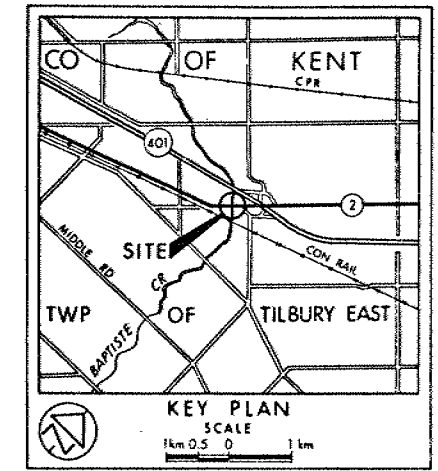 CO OF KENT
CPR
401
2
SITE
MIDDLE RD
CON RAIL
BAPTISTE CR
TWP OF TILBURY EAST
KEY PLAN
SCALE
1km 0.5 0 1 km